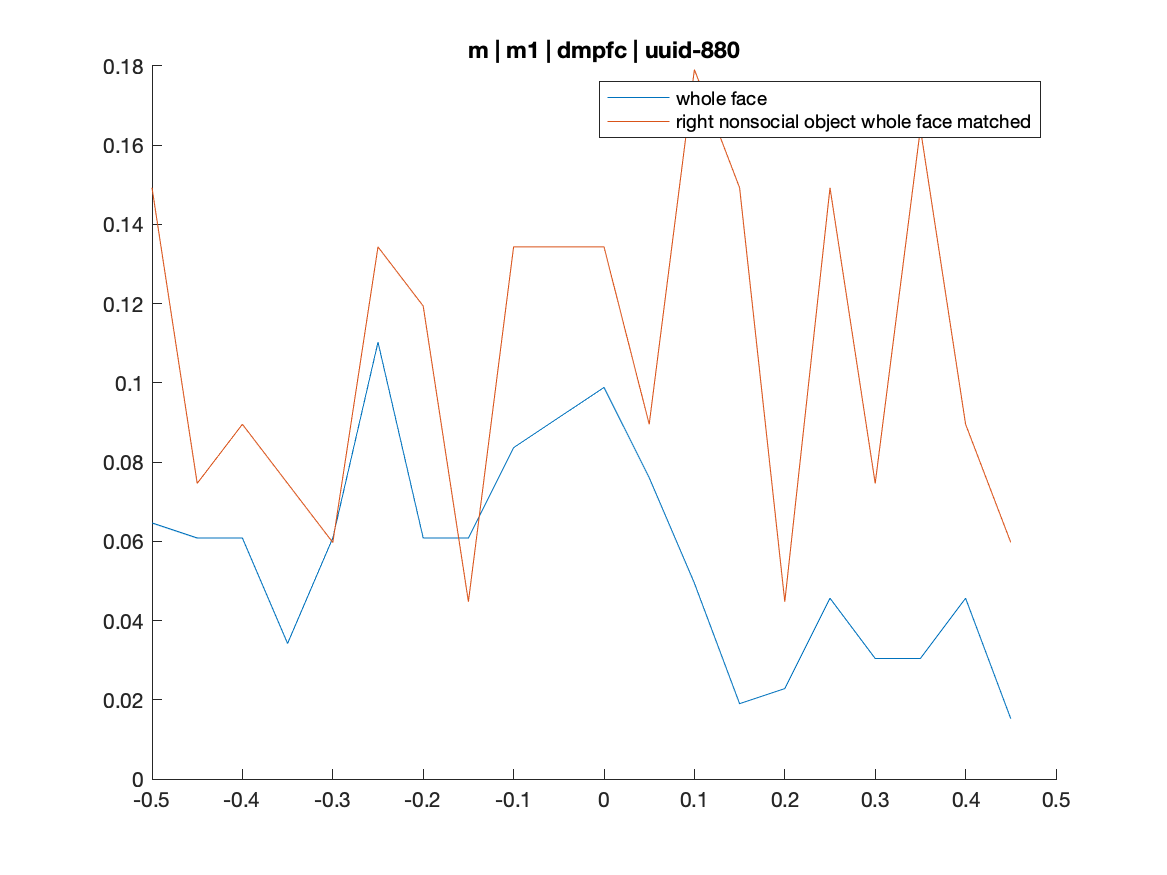 m | m1 | dmpfc | uuid-880
whole face
right nonsocial object whole face matched
0.18
0.16
0.14
0.12
0.1
0.08
0.06
0.04
0.02
0
-0.5 -0.4 -0.3 -0.2 -0.1 0 0.1 0.2 0.3 0.4 0.5